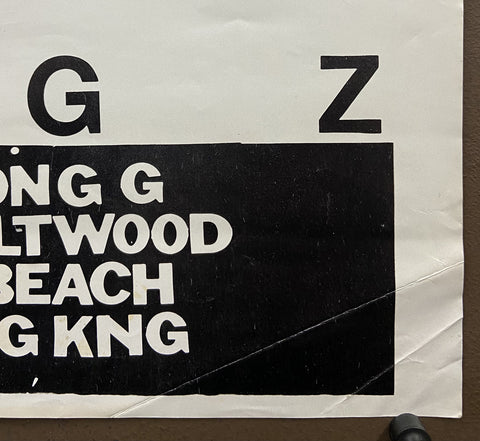 G Z
ONG G
LTWOOD
BEACH
G KNG